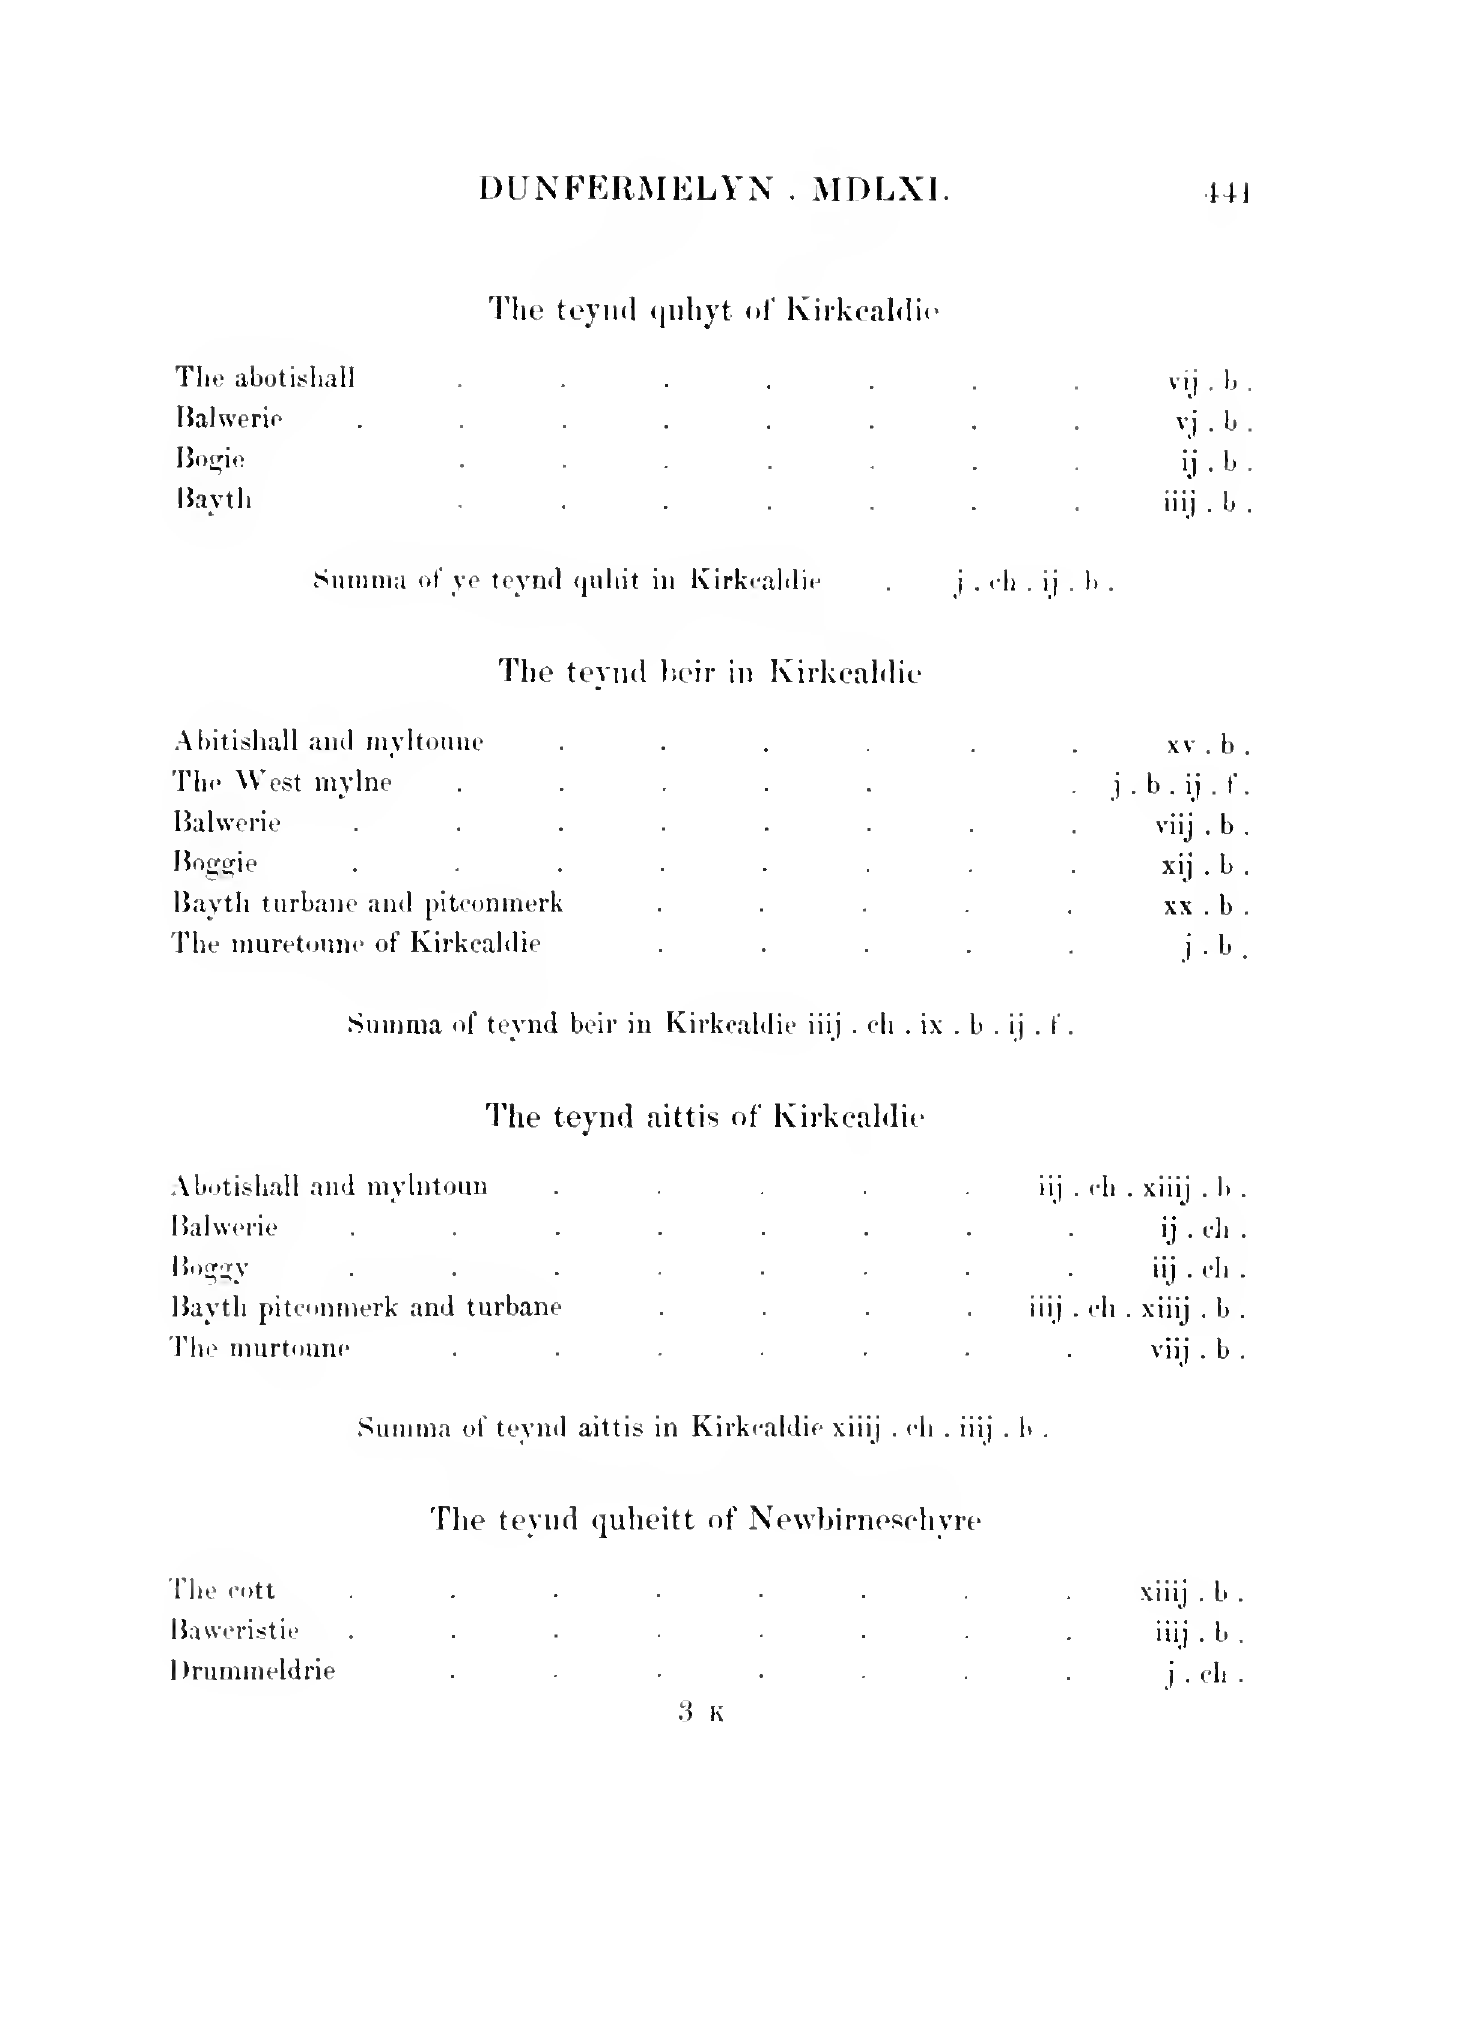 DUNFERMELYN . MDLXI. 441
The teynd quhyt of Kirkcaldie
The abotishall . . . . . . . vij . b .
Balwerie . . . . . . . . vj . b .
Bogie . . . . . . . ij . b .
Bayth . . . . . . . iiij . b .
Summa of ye teynd quhit in Kirkcaldie . j . ch . ij . b .
The teynd beir in Kirkcaldie
Abitishall and myltoune . . . . . . xv . b .
The West mylne . . . . . . j . b . ij . f .
Balwerie . . . . . . . . viij . b .
Boggie . . . . . . . . xij . b .
Bayth turbane and pitconmerk . . . . . xx . b .
The muretoune of Kirkcaldie . . . . . j . b .
Summa of teynd beir in Kirkcaldie iiij . ch . ix . b . ij . f .
The teynd aittis of Kirkcaldie
Abotishall and mylntoun . . . . . iij . ch . xiiij . b .
Balwerie . . . . . . . . ij . ch .
Boggy . . . . . . . . iij . ch .
Bayth pitconmerk and turbane . . . . iiij . ch . xiiij . b .
The murtoune . . . . . . . viij . b .
Summa of teynd aittis in Kirkcaldie xiiij . ch . iiij . b .
The teynd quheitt of Newbirneschyre
The cott . . . . . . . . xiiij . b .
Baweristie . . . . . . . . iiij . b .
Drummeldrie . . . . . . . j . ch .
3 K